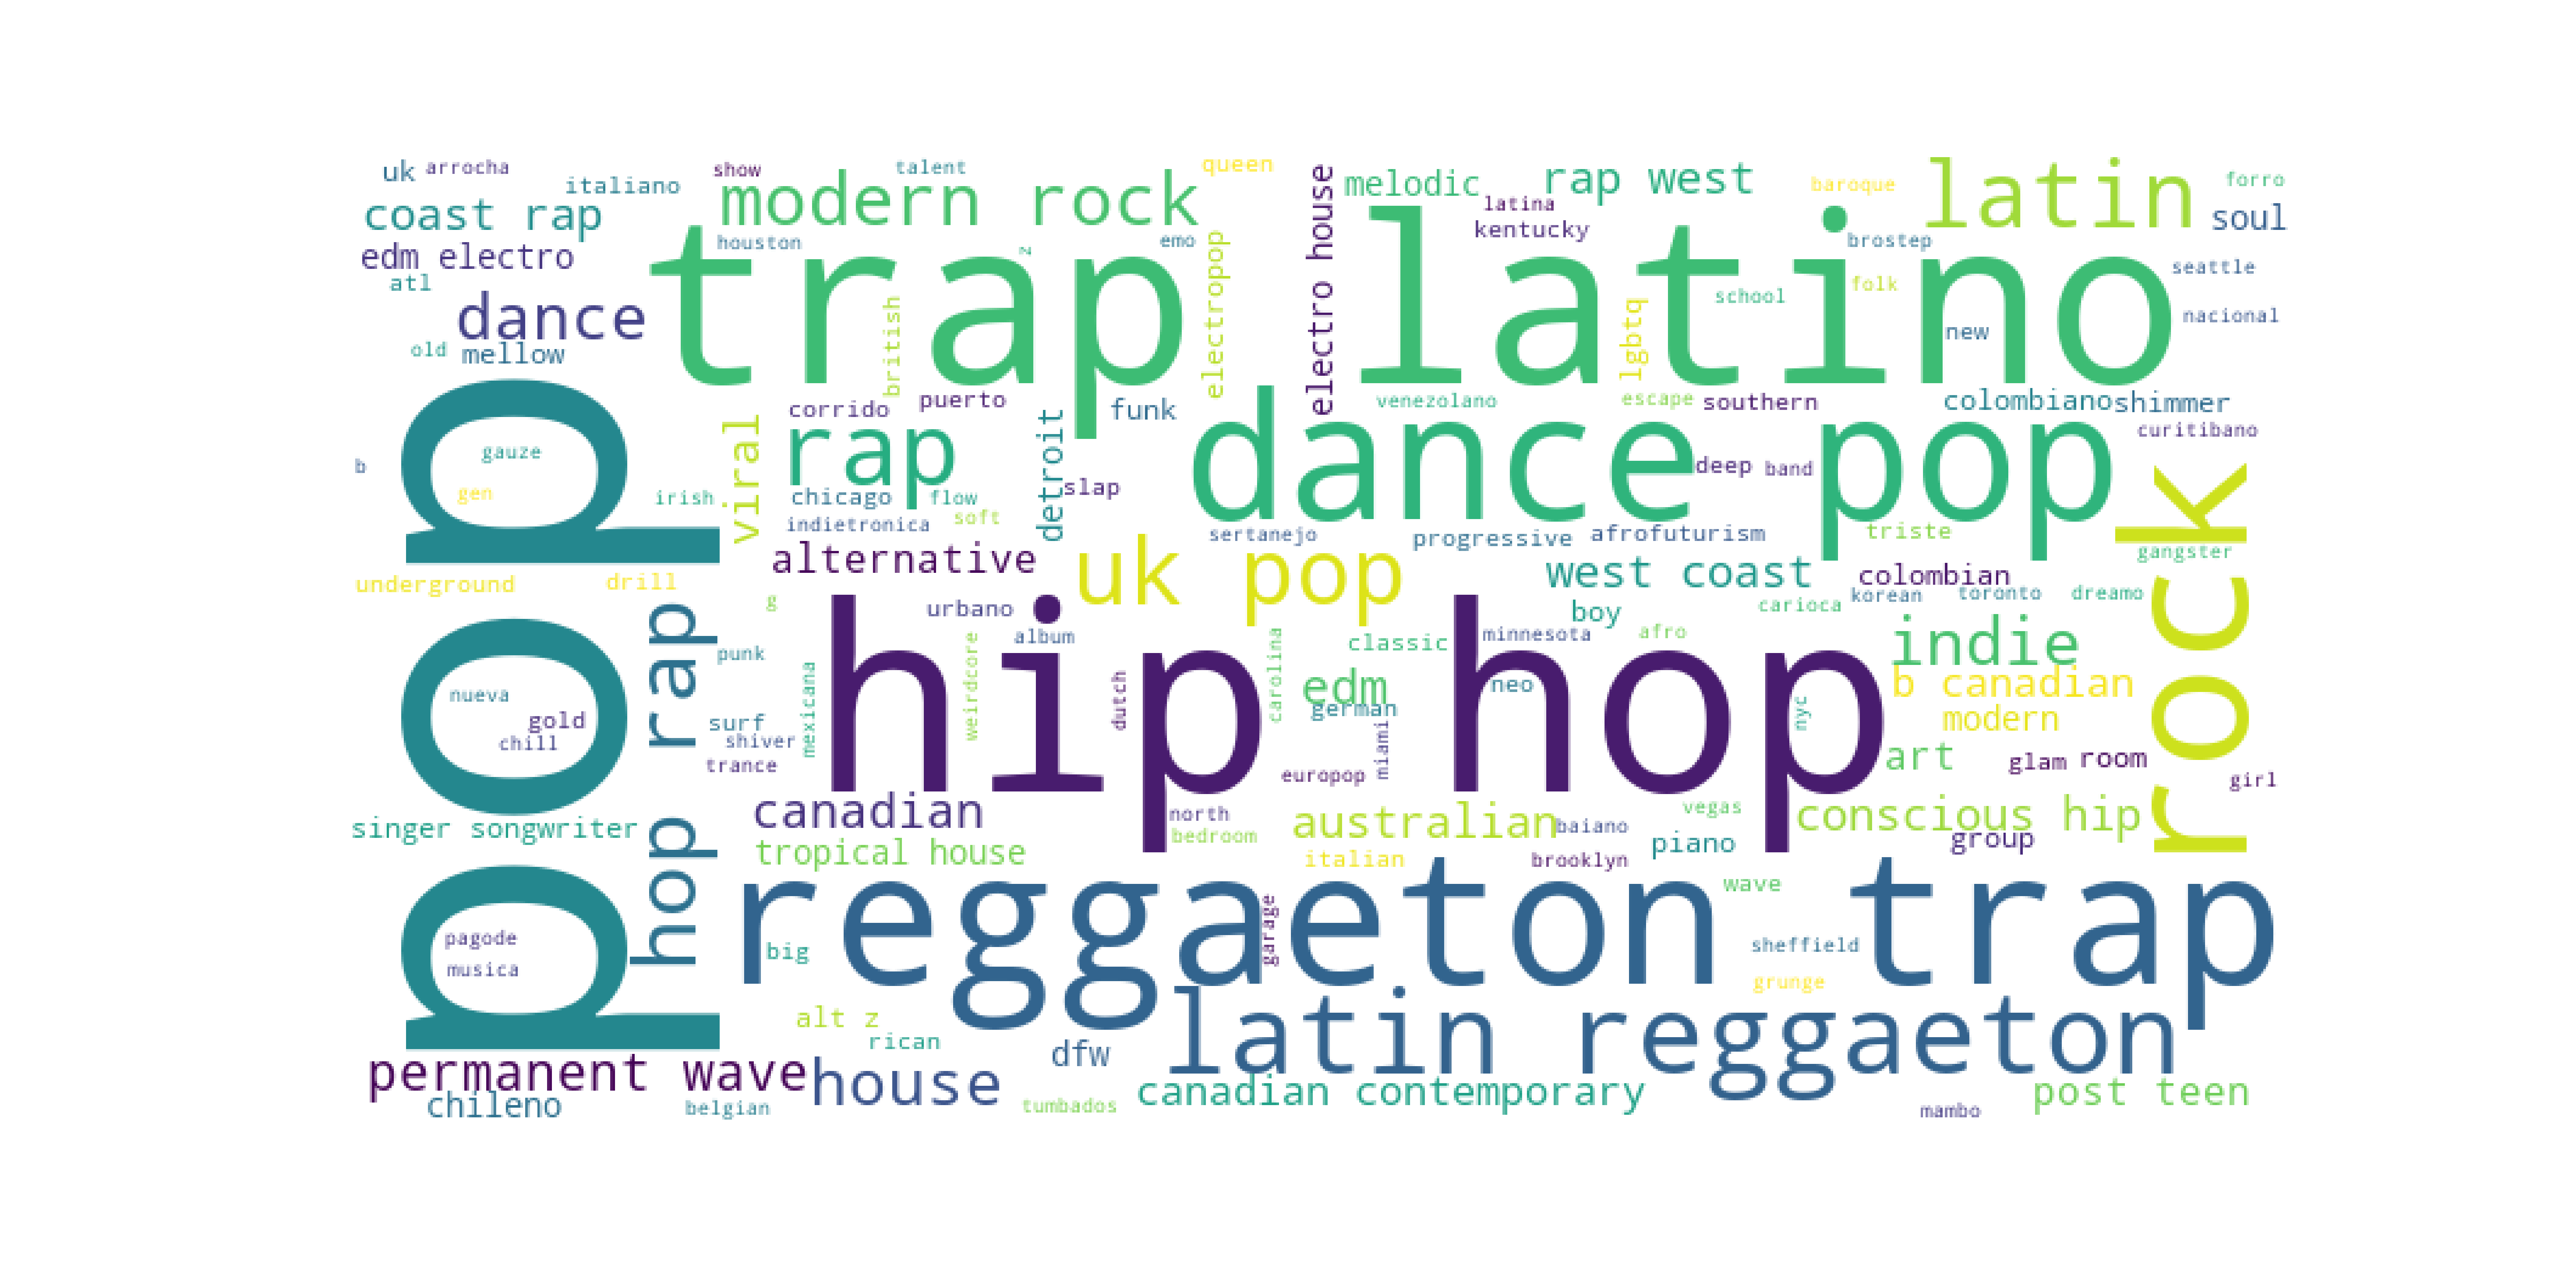 uk
arrocha
italiano
show
talent
queen
melodic
rap west
baroque
latin
forro
coast rap
modern rock
electro house
latina
kentucky
soul
edm electro
houston
z
emo
electropop
trap latino
brostep
folk
seattle
atl
dance
british
lgbtq
school
new
nacional
old
mellow
corrido
puerto
funk
venezolano
escape
southern
colombiano
shimmer
pop
gauze
gen
b
irish
viral
rap
chicago
flow
detroit
slap
indietronica
soft
dance pop
deep
band
curitibano
rock
underground
drill
alternative
uk pop
sertanejo
progressive
afrofuturism
triste
gangster
west coast
colombian
hop rap
g
urbano
album
boy
carioca
korean
toronto
dreamo
punk
mexicana
weirdcore
hip hop
dutch
carolina
classic
minnesota
afro
indie
nueva
gold
chill
surf
shiver
trance
edm
german
neo
nyc
b canadian
modern
miami
europop
art
glam
room
girl
singer songwriter
canadian
tropical house
north
bedroom
australian
italian
baiano
brooklyn
vegas
piano
conscious hip
group
wave
pagode
musica
big
reggaeton trap
garage
sheffield
grunge
alt z
rican
dfw
latin reggaeton
permanent wave
house
chileno
belgian
tumbados
canadian contemporary
mambo
post teen